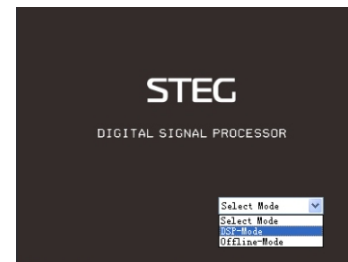 STEG
DIGITAL SIGNAL PROCESSOR
Select Mode
Select Mode
DSP-Mode
Offline-Mode